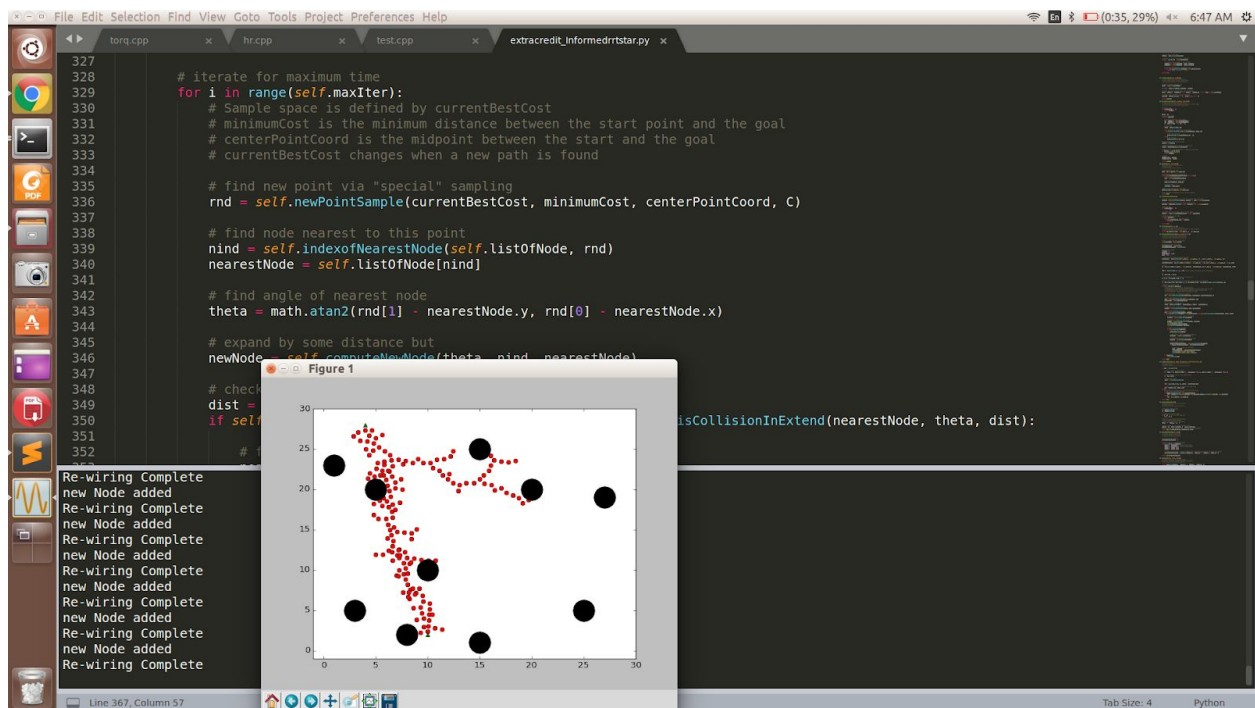 File Edit Selection Find View Goto Tools Project Preferences Help
En (0:35, 29%) 6:47 AM
torq.cpp × hr.cpp × test.cpp × extracredit_Informedrrtstar.py ×
327
328 # iterate for maximum time
329 for i in range(self.maxIter):
330 # Sample space is defined by currentBestCost
331 # minimumCost is the minimum distance between the start point and the goal
332 # centerPointCoord is the midpoint between the start and the goal
333 # currentBestCost changes when a new path is found
334
335 # find new point via "special" sampling
336 rnd = self.newPointSample(currentBestCost, minimumCost, centerPointCoord, C)
337
338 # find node nearest to this point
339 nind = self.indexofNearestNode(self.listOfNode, rnd)
340 nearestNode = self.listOfNode[nind]
341
342 # find angle of nearest node
343 theta = math.atan2(rnd[1] - nearestNode.y, rnd[0] - nearestNode.x)
344
345 # expand by some distance but
346 newNode = self.computeNewNode(theta, nind, nearestNode)
347
348 # check
349 dist =
350 if self isCollisionInExtend(nearestNode, theta, dist):
351
352 # f
Figure 1
30
25
20
15
10
5
0
0 5 10 15 20 25 30
Re-wiring Complete
new Node added
Re-wiring Complete
new Node added
Re-wiring Complete
new Node added
Re-wiring Complete
new Node added
Re-wiring Complete
new Node added
Re-wiring Complete
new Node added
Re-wiring Complete
PDF
Line 367, Column 57
Tab Size: 4 Python